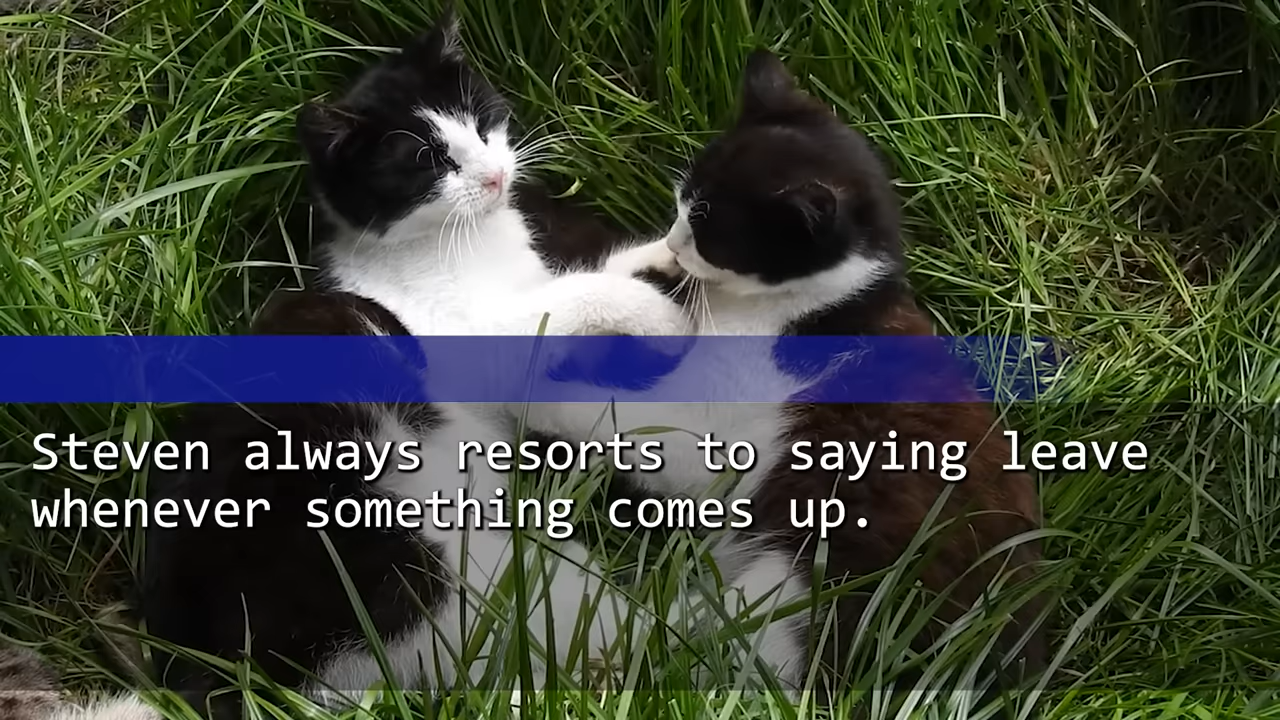 Steven always resorts to saying leave
whenever something comes up.